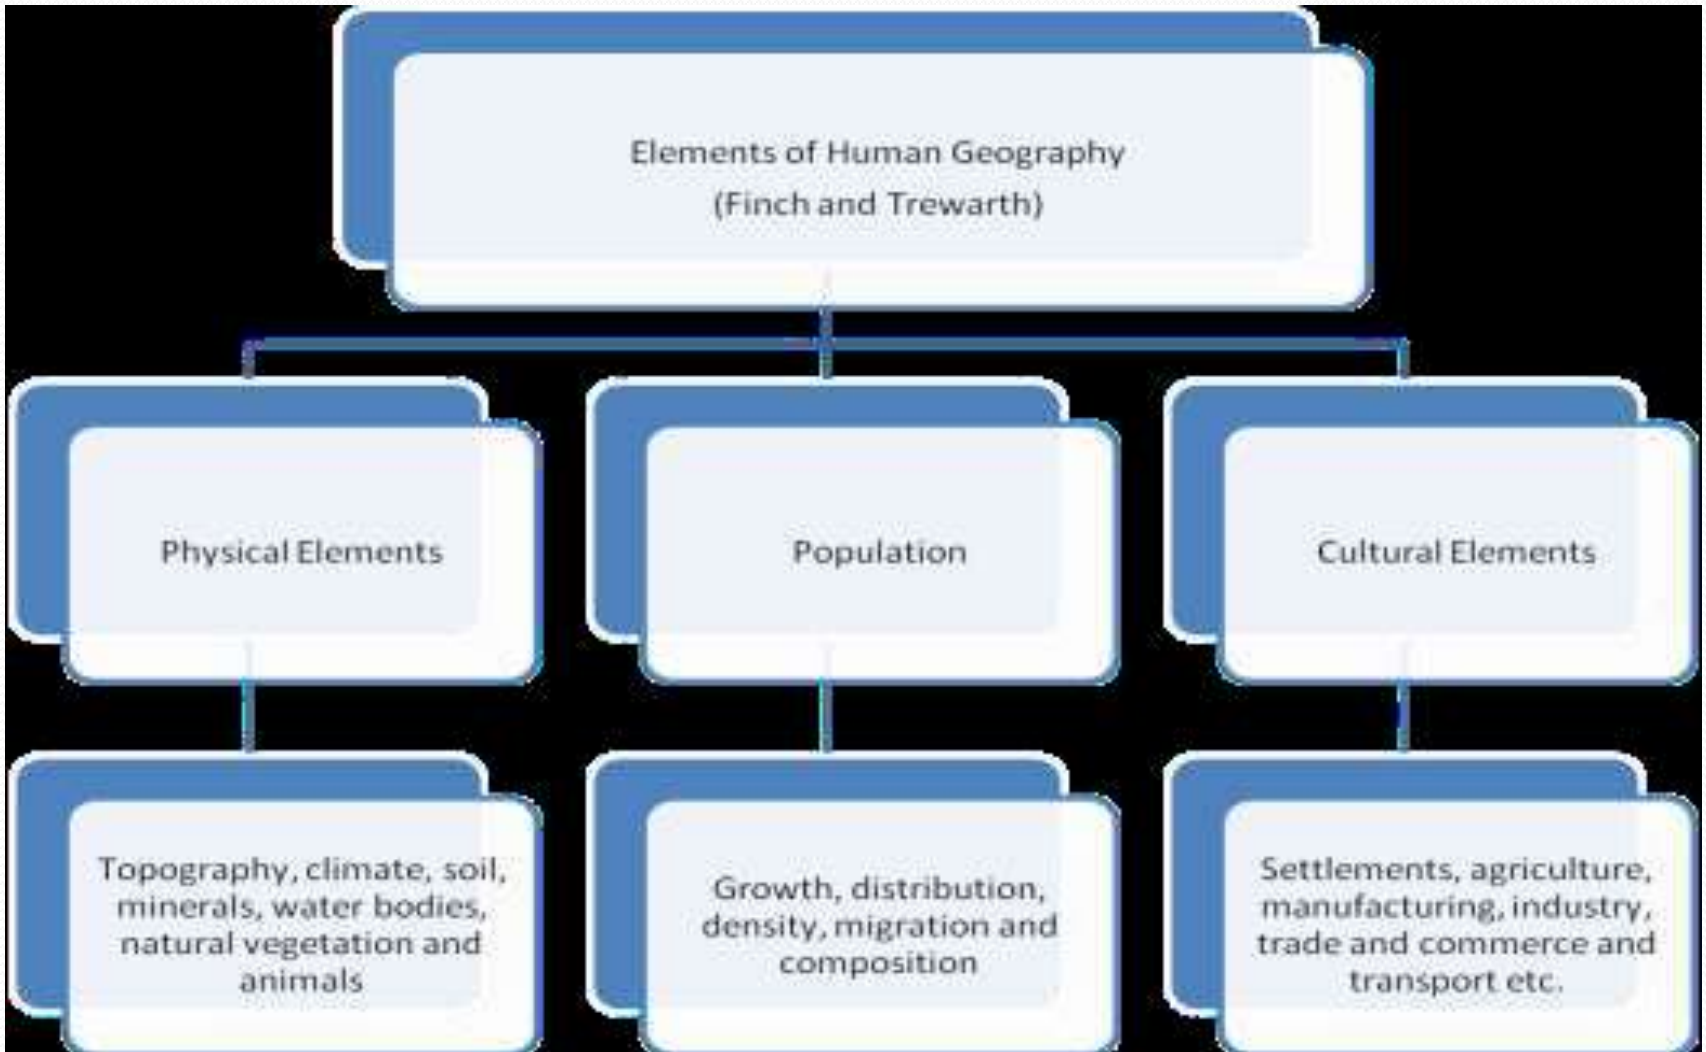 Elements of Human Geography
(Finch and Trewarth)
Physical Elements
Population
Cultural Elements
Topography, climate, soil,
minerals, water bodies,
natural vegetation and
animals
Growth, distribution,
density, migration and
composition
Settlements, agriculture,
manufacturing, industry,
trade and commerce and
transport etc.